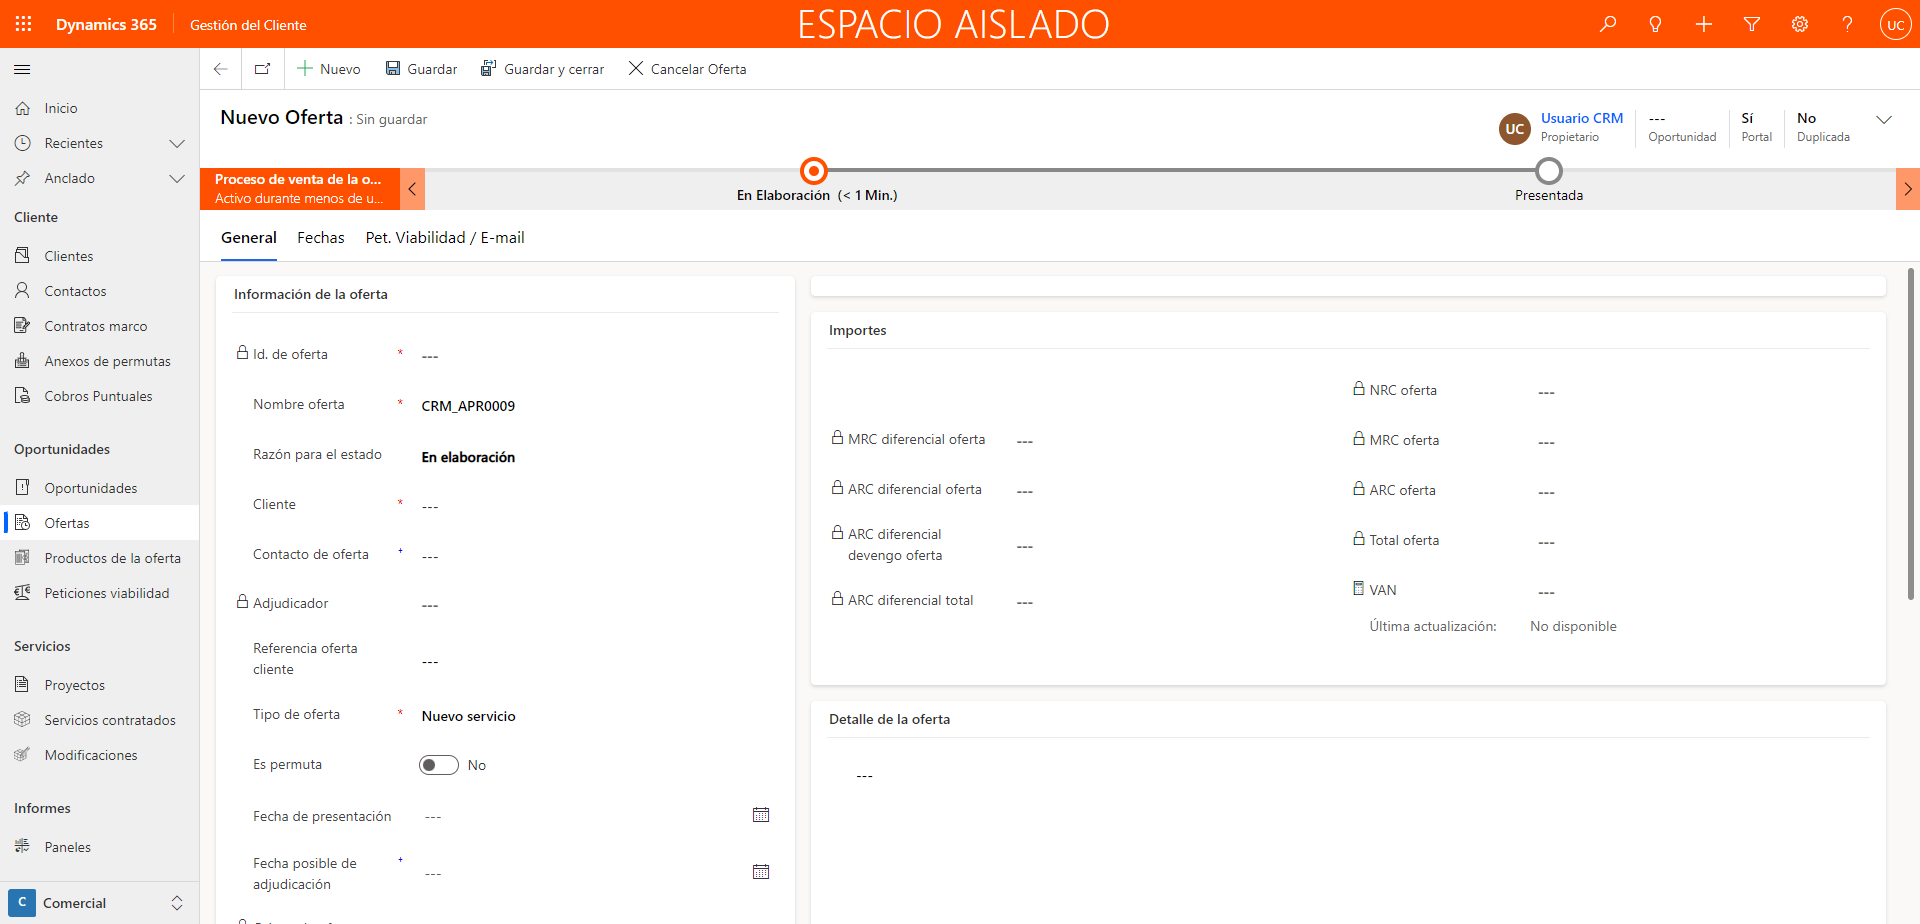 Dynamics 365
Gestión del Cliente
ESPACIO AISLADO
UC
Nuevo
Guardar
Guardar y cerrar
Cancelar Oferta
Inicio
Recientes
Anclado
Cliente
Clientes
Contactos
Contratos marco
Anexos de permutas
Cobros Puntuales
Oportunidades
Oportunidades
Ofertas
Productos de la oferta
Peticiones viabilidad
Servicios
Proyectos
Servicios contratados
Modificaciones
Informes
Paneles
C Comercial
Nuevo Oferta : Sin guardar
UC
Usuario CRM
Propietario
---
Oportunidad
Sí
Portal
No
Duplicada
Proceso de venta de la o...
Activo durante menos de u...
En Elaboración (< 1 Min.)
Presentada
General
Fechas
Pet. Viabilidad / E-mail
Información de la oferta
Id. de oferta * ---
Nombre oferta * CRM_APR0009
Razón para el estado En elaboración
Cliente * ---
Contacto de oferta + ---
Adjudicador ---
Referencia oferta
cliente ---
Tipo de oferta * Nuevo servicio
Es permuta No
Fecha de presentación ---
Fecha posible de + 
adjudicación ---
Importes
MRC diferencial oferta ---
ARC diferencial oferta ---
ARC diferencial
devengo oferta ---
ARC diferencial total ---
NRC oferta ---
MRC oferta ---
ARC oferta ---
Total oferta ---
VAN ---
Última actualización: No disponible
Detalle de la oferta
---